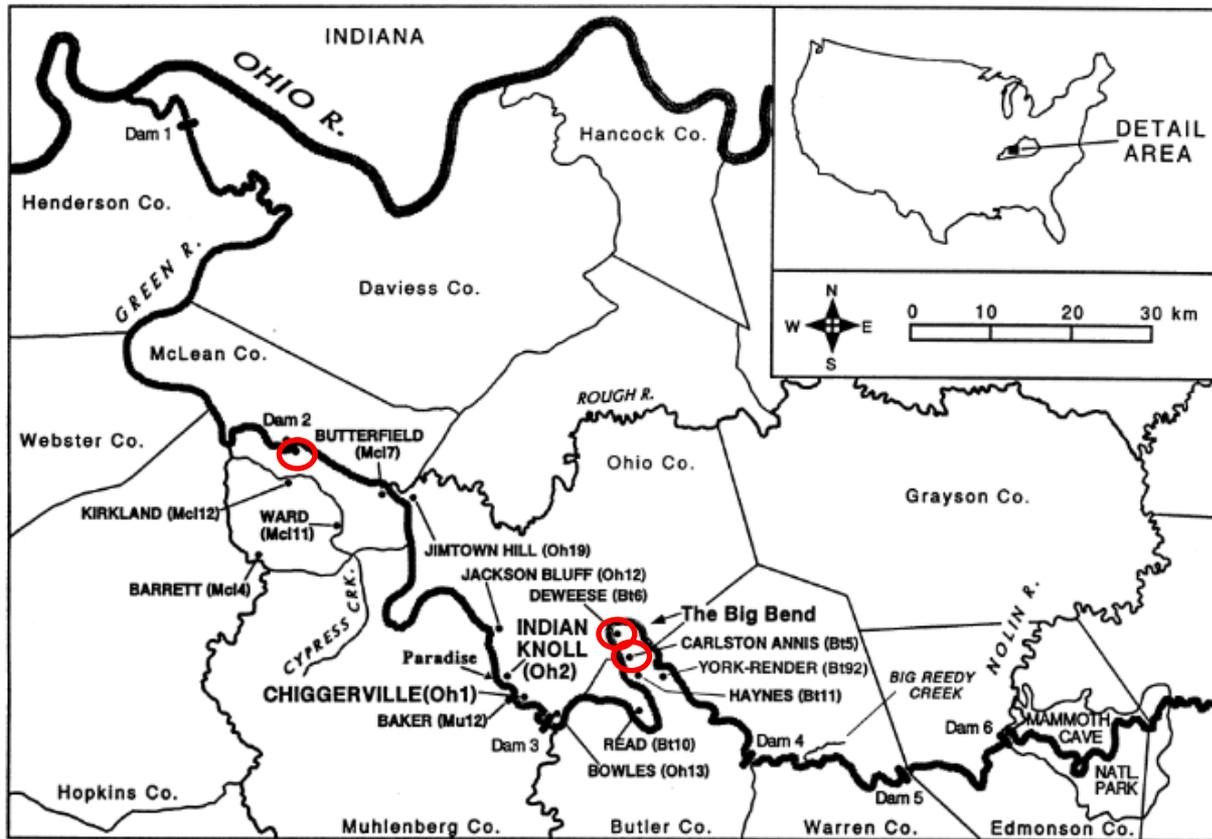 INDIANA
OHIO R.
Dam 1
Hancock Co.
DETAIL
AREA
Henderson Co.
GREEN R.
Daviess Co.
N
W E
S
0 10 20 30 km
McLean Co.
ROUGH R.
Webster Co.
Dam 2
BUTTERFIELD
(Mcl7)
Ohio Co.
Grayson Co.
KIRKLAND (Mcl12)
WARD
(Mcl11)
JIMTOWN HILL (Oh19)
BARRETT (Mcl4)
CYPRESS CRK.
JACKSON BLUFF (Oh12)
DEWEESE (Bt6)
The Big Bend
INDIAN
KNOLL
(Oh2)
CARLSTON ANNIS (Bt5)
Paradise
YORK-RENDER (Bt92)
CHIGGERVILLE(Oh1)
HAYNES (Bt11)
BIG REEDY
CREEK
NOLIN R.
BAKER (Mu12)
Dam 3
READ (Bt10)
BOWLES (Oh13)
Dam 4
Dam 5
Dam 6
MAMMOTH
CAVE
NATL.
PARK
Hopkins Co.
Muhlenberg Co.
Butler Co.
Warren Co.
Edmonson Co.